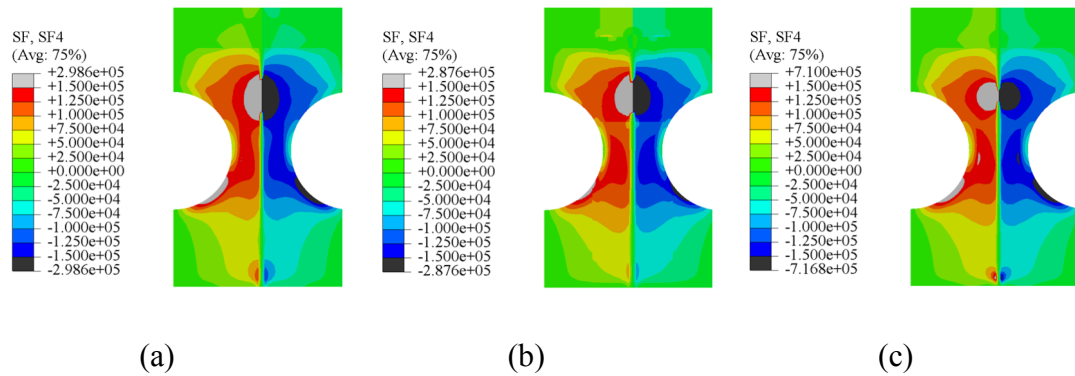 SF, SF4
(Avg: 75%)
+2.986e+05
+1.500e+05
+1.250e+05
+1.000e+05
+7.500e+04
+5.000e+04
+2.500e+04
+0.000e+00
-2.500e+04
-5.000e+04
-7.500e+04
-1.000e+05
-1.250e+05
-1.500e+05
-2.986e+05
SF, SF4
(Avg: 75%)
+2.876e+05
+1.500e+05
+1.250e+05
+1.000e+05
+7.500e+04
+5.000e+04
+2.500e+04
+0.000e+00
-2.500e+04
-5.000e+04
-7.500e+04
-1.000e+05
-1.250e+05
-1.500e+05
-2.876e+05
SF, SF4
(Avg: 75%)
+7.100e+05
+1.500e+05
+1.250e+05
+1.000e+05
+7.500e+04
+5.000e+04
+2.500e+04
+0.000e+00
-2.500e+04
-5.000e+04
-7.500e+04
-1.000e+05
-1.250e+05
-1.500e+05
-7.168e+05
(a)
(b)
(c)